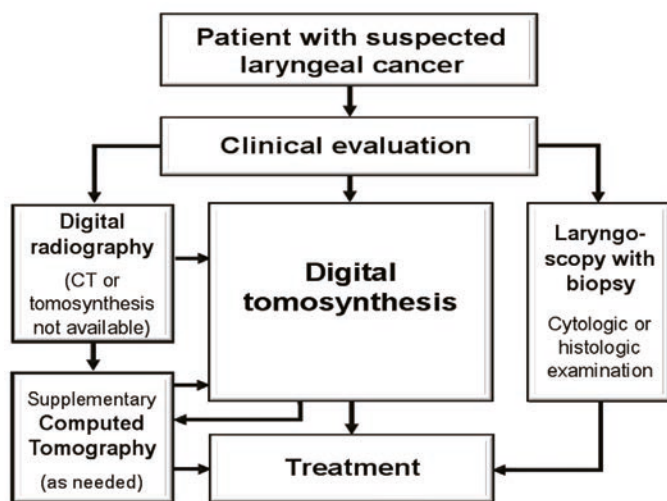 Patient with suspected
laryngeal cancer
Clinical evaluation
Digital
radiography
(CT or
tomosynthesis
not available)
Digital
tomosynthesis
Laryngo-
scopy with
biopsy
Cytologic or
histologic
examination
Supplementary
Computed
Tomography
(as needed)
Treatment